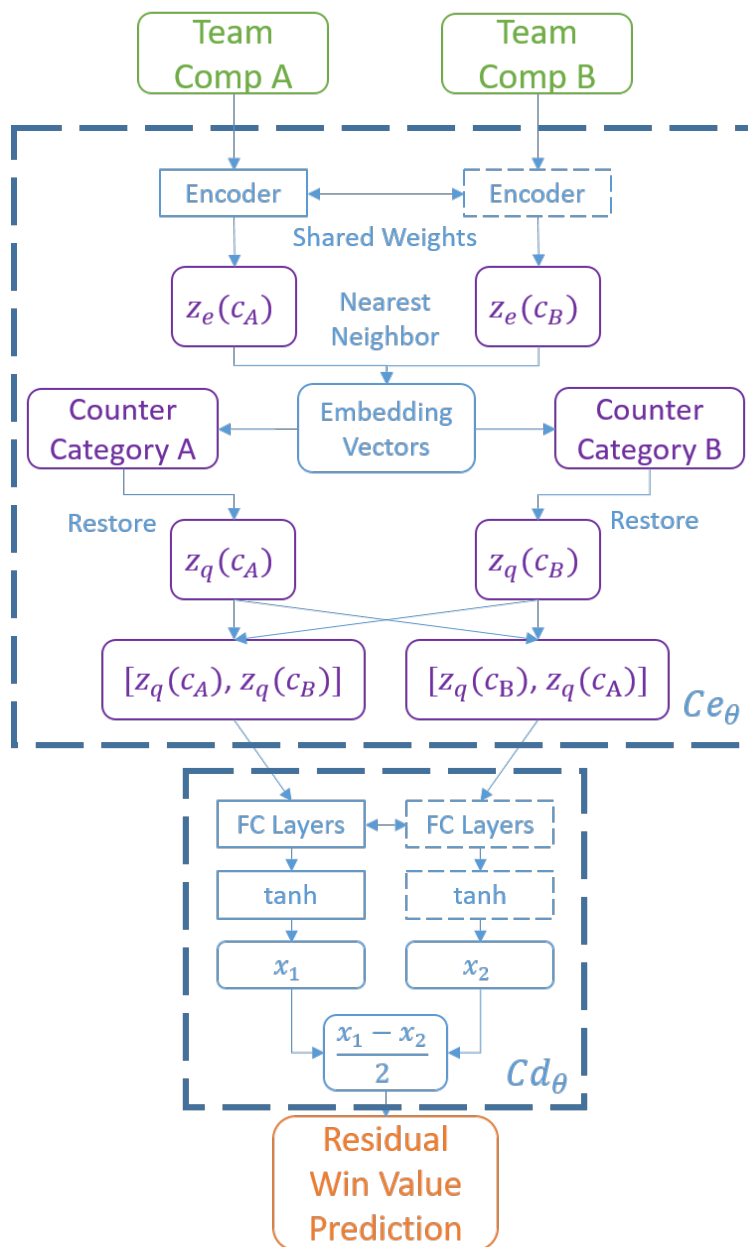 Team
Comp A
Team
Comp B
Encoder
Encoder
Shared Weights
z_e(c_A)
Nearest
Neighbor
z_e(c_B)
Counter
Category A
Embedding
Vectors
Counter
Category B
Restore
Restore
z_q(c_A)
z_q(c_B)
[z_q(c_A), z_q(c_B)]
[z_q(c_B), z_q(c_A)]
Ce_θ
FC Layers
FC Layers
tanh
tanh
x_1
x_2
x_1 − x_2
2
Cd_θ
Residual
Win Value
Prediction